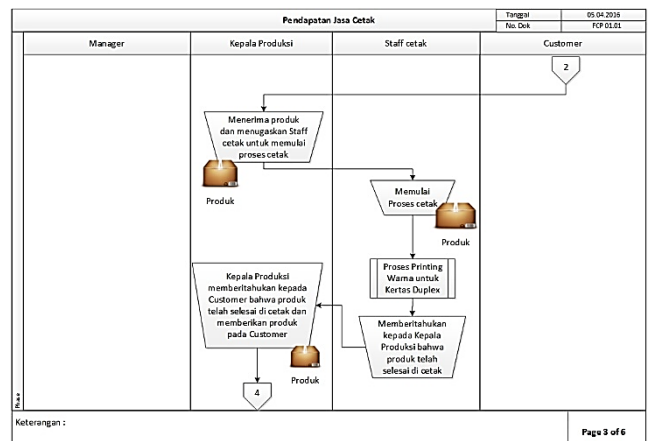 Pendapatan Jasa Cetak
Tanggal
05.04.2016
No. Dok
FCP 01.01
Manager
Kepala Produksi
Staff cetak
Customer
2
Menerima produk
dan menugaskan Staff
cetak untuk memulai
proses cetak
Produk
Memulai
Proses cetak
Produk
Proses Printing
Warna untuk
Kertas Duplex
Kepala Produksi
memberitahukan kepada
Customer bahwa produk
telah selesai di cetak dan
memberikan produk
pada Customer
Memberitahukan
kepada Kepala
Produksi bahwa
produk telah
selesai di cetak
Produk
4
Phase
Keterangan :
Page 3 of 6